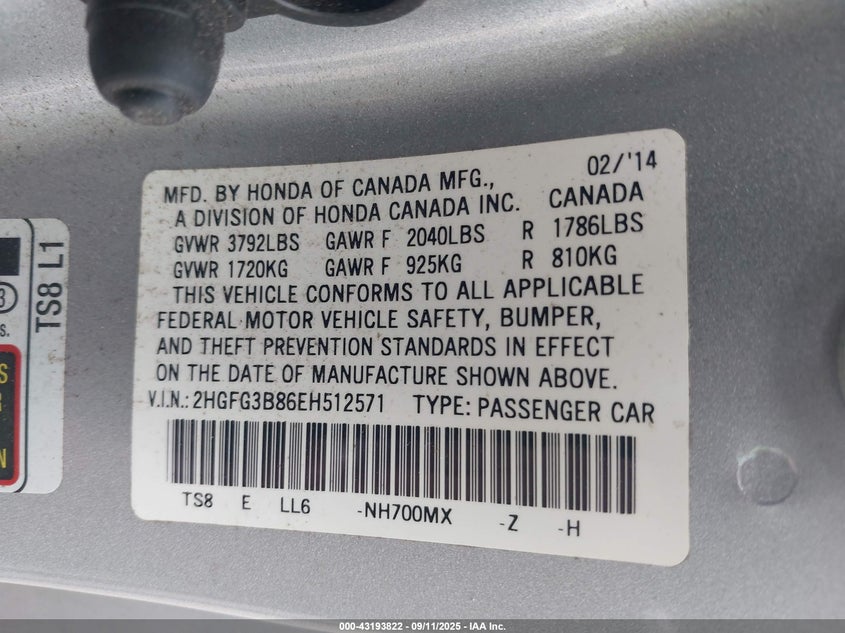 02/'14
MFD. BY HONDA OF CANADA MFG.,
A DIVISION OF HONDA CANADA INC. CANADA
GVWR 3792LBS GAWR F 2040LBS R 1786LBS
GVWR 1720KG GAWR F 925KG R 810KG
THIS VEHICLE CONFORMS TO ALL APPLICABLE
FEDERAL MOTOR VEHICLE SAFETY, BUMPER,
AND THEFT PREVENTION STANDARDS IN EFFECT
ON THE DATE OF MANUFACTURE SHOWN ABOVE.
V.I.N.: 2HGFG3B86EH512571 TYPE: PASSENGER CAR
TS8 E LL6 -NH700MX -Z -H
TS8 L1
000-43193822 - 09/11/2025 - IAA Inc.